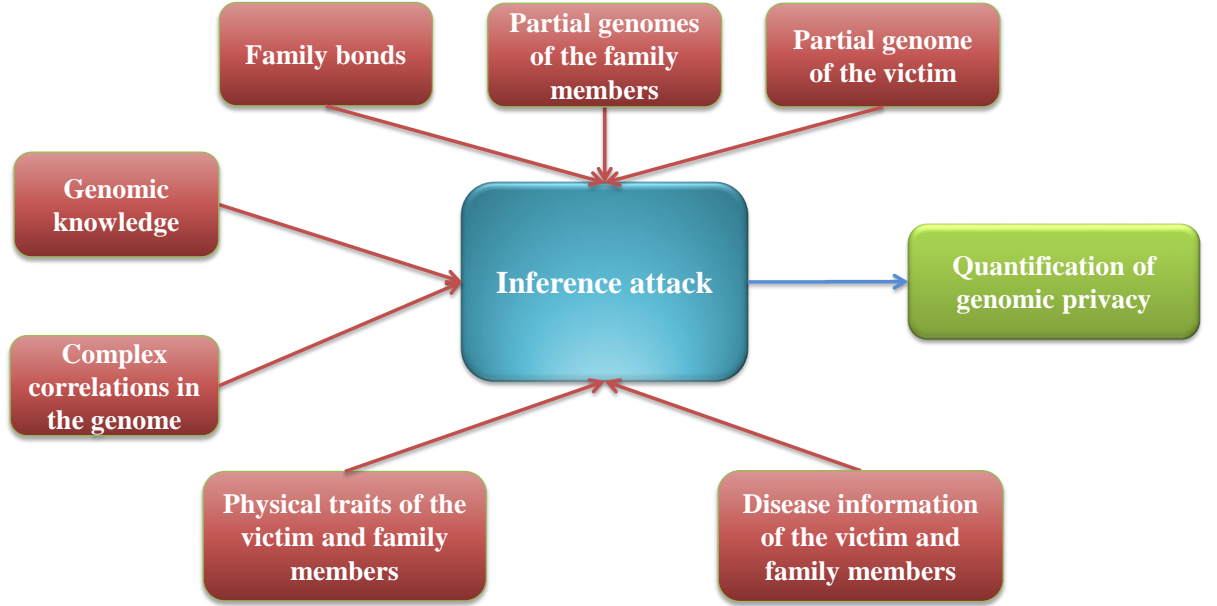 Family bonds
Partial genomes
of the family
members
Partial genome
of the victim
Genomic
knowledge
Inference attack
Quantification of
genomic privacy
Complex
correlations in
the genome
Physical traits of the
victim and family
members
Disease information
of the victim and
family members